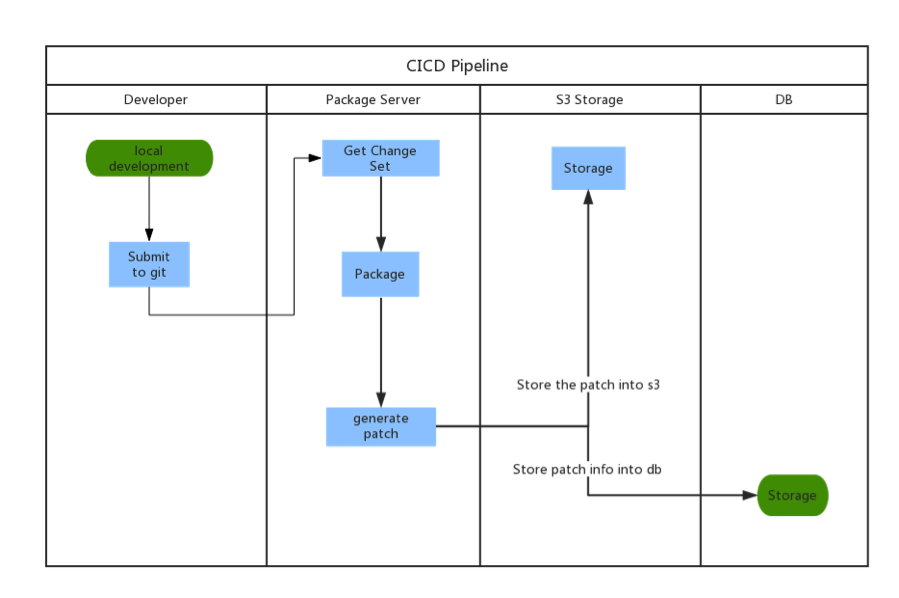 CICD Pipeline
Developer
Package Server
S3 Storage
DB
local
development
Submit
to git
Get Change
Set
Package
generate
patch
Storage
Store the patch into s3
Store patch info into db
Storage